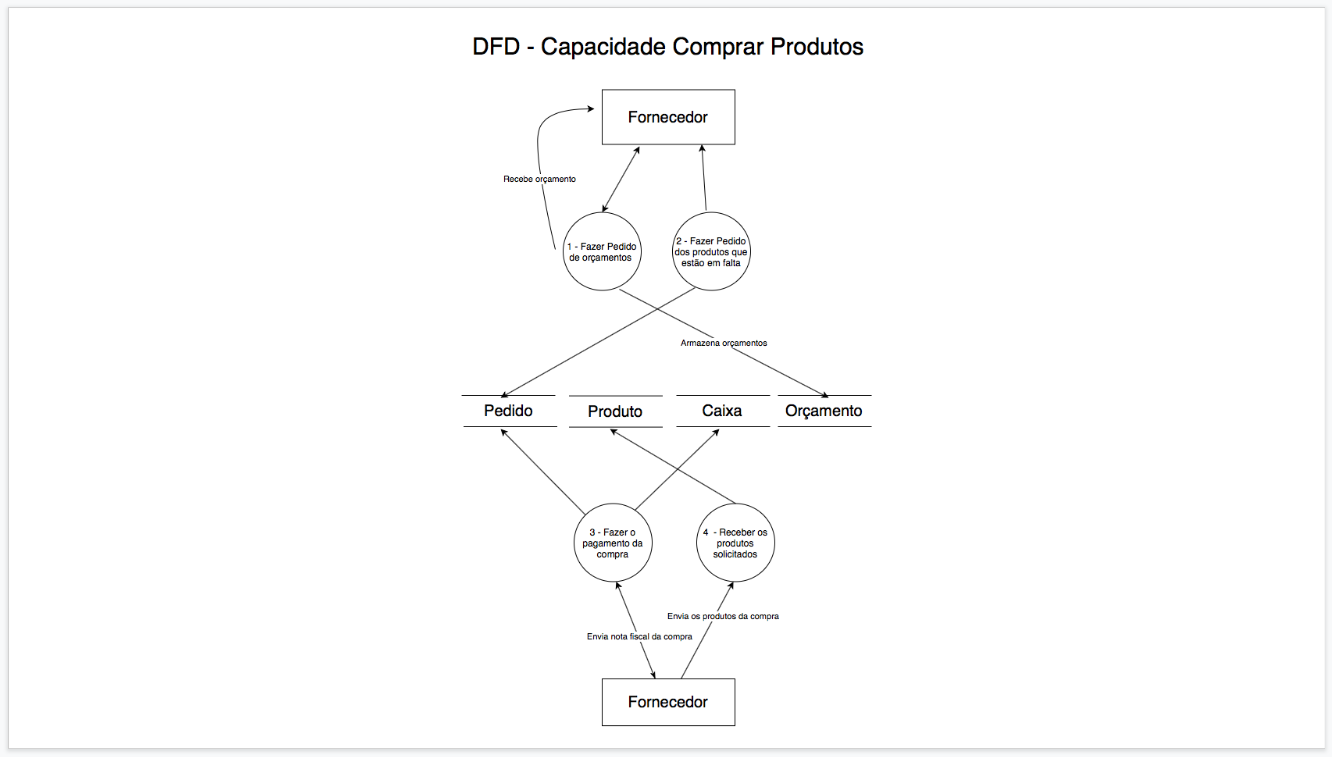 DFD - Capacidade Comprar Produtos
Fornecedor
Recebe orçamento
1 - Fazer Pedido
de orçamentos
2 - Fazer Pedido
dos produtos que
estão em falta
Armazena orçamentos
Pedido
Produto
Caixa
Orçamento
3 - Fazer o
pagamento da
compra
4 - Receber os
produtos
solicitados
Envia os produtos da compra
Envia nota fiscal da compra
Fornecedor